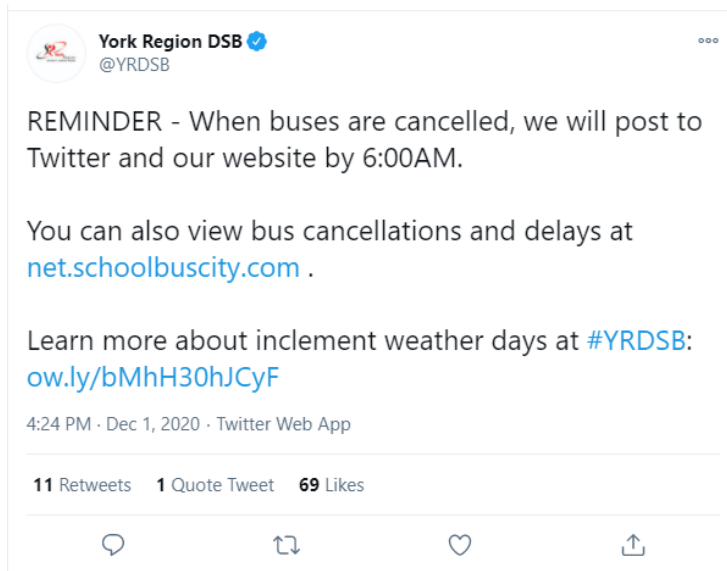 York Region DSB
@YRDSB
REMINDER - When buses are cancelled, we will post to
Twitter and our website by 6:00AM.
You can also view bus cancellations and delays at
net.schoolbuscity.com .
Learn more about inclement weather days at #YRDSB:
ow.ly/bMhH30hJCyF
4:24 PM · Dec 1, 2020 · Twitter Web App
11 Retweets 1 Quote Tweet 69 Likes